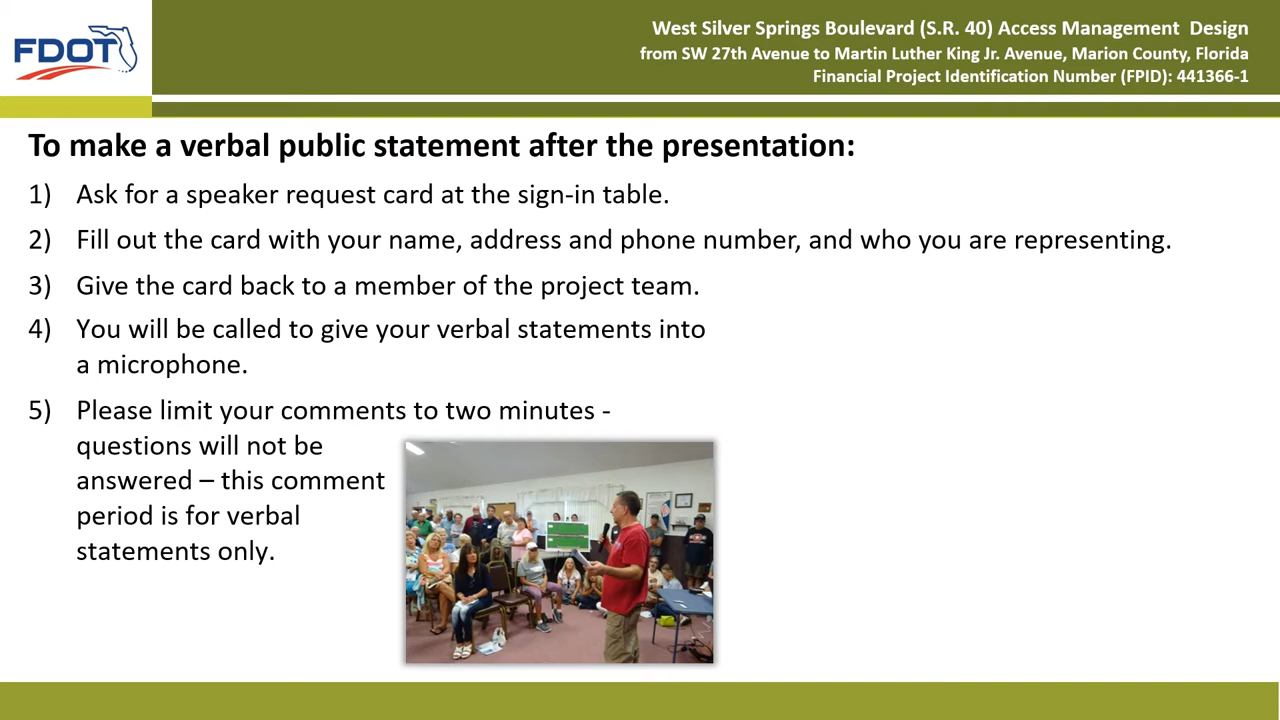 FDOT
West Silver Springs Boulevard (S.R. 40) Access Management  Design
from SW 27th Avenue to Martin Luther King Jr. Avenue, Marion County, Florida
Financial Project Identification Number (FPID): 441366-1
To make a verbal public statement after the presentation:
1) Ask for a speaker request card at the sign-in table.
2) Fill out the card with your name, address and phone number, and who you are representing.
3) Give the card back to a member of the project team.
4) You will be called to give your verbal statements into
a microphone.
5) Please limit your comments to two minutes -
questions will not be
answered – this comment
period is for verbal
statements only.